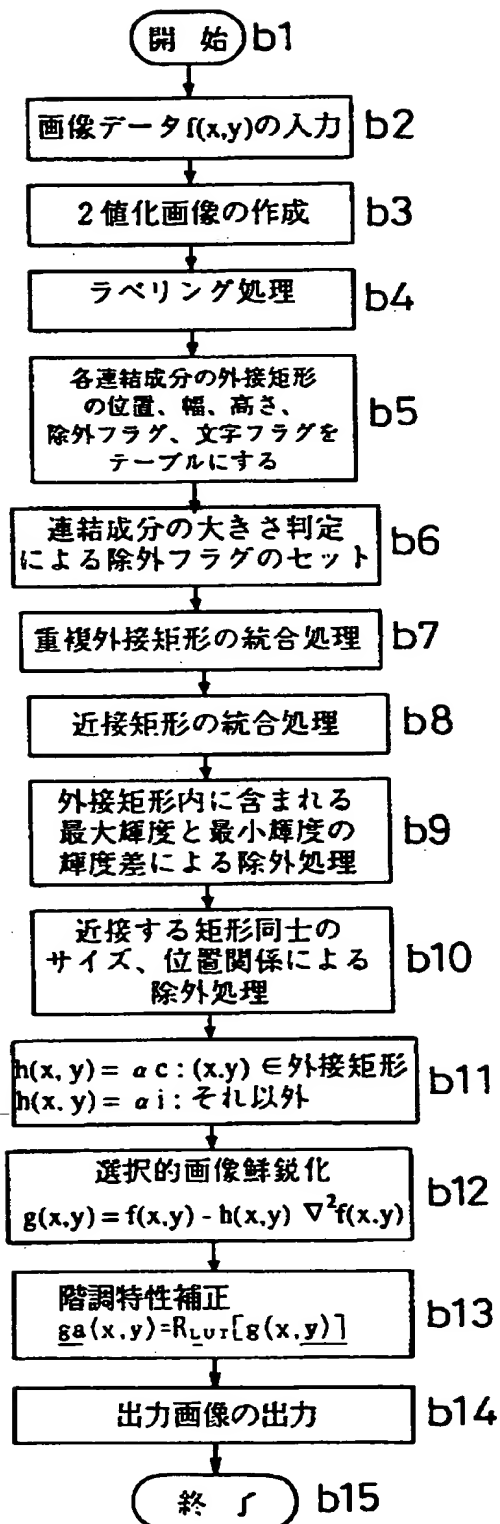 開 始 b1
画像データf(x,y)の入力 b2
2値化画像の作成 b3
ラベリング処理 b4
各連結成分の外接矩形
の位置、幅、高さ、
除外フラグ、文字フラグを
テーブルにする
b5
連結成分の大きさ判定
による除外フラグのセット
b6
重複外接矩形の統合処理 b7
近接矩形の統合処理 b8
外接矩形内に含まれる
最大輝度と最小輝度の
輝度差による除外処理
b9
近接する矩形同士の
サイズ、位置関係による
除外処理
b10
h(x, y) = αc : (x.y) ∈ 外接矩形
h(x. y) = αi : それ以外
b11
選択的画像鮮鋭化
g(x,y) = f(x,y) - h(x,y) ∇²f(x.y)
b12
階調特性補正
ga(x,y)=RLUT[g(x,y)]
b13
出力画像の出力 b14
終 b15